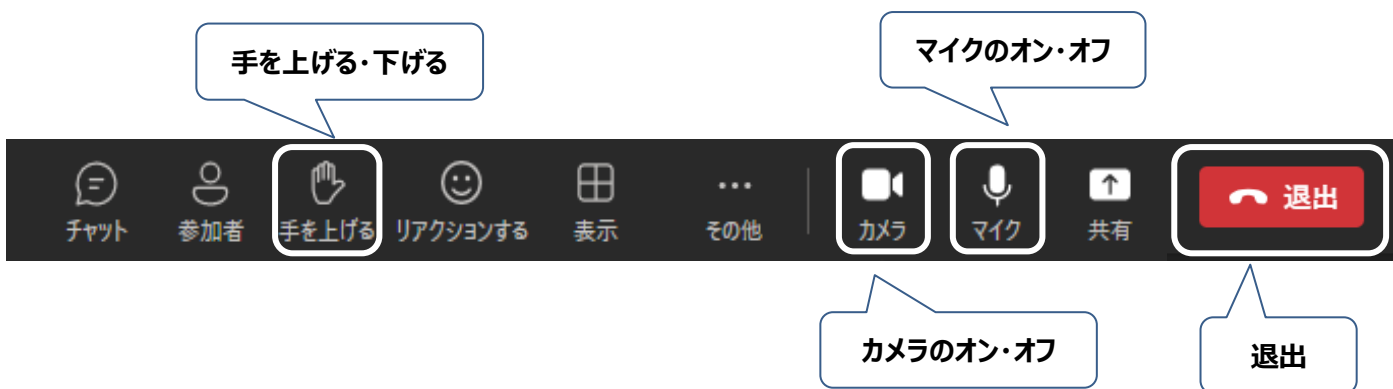 手を上げる・下げる
マイクのオン・オフ
チャット
参加者
手を上げる
リアクションする
表示
その他
カメラ
マイク
共有
退出
カメラのオン・オフ
退出